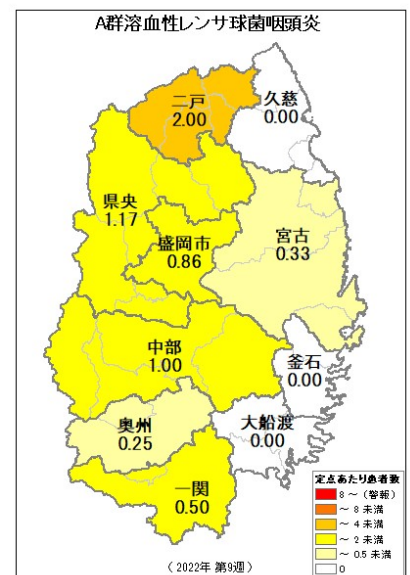 A群溶血性レンサ球菌咽頭炎
二戸
2.00
久慈
0.00
県央
1.17
盛岡市
0.86
宮古
0.33
中部
1.00
釜石
0.00
奥州
0.25
大船渡
0.00
一関
0.50
定点あたり患者数
8～（警報）
～8 未満
～4 未満
～2 未満
～0.5 未満
0
（2022年 第9週）